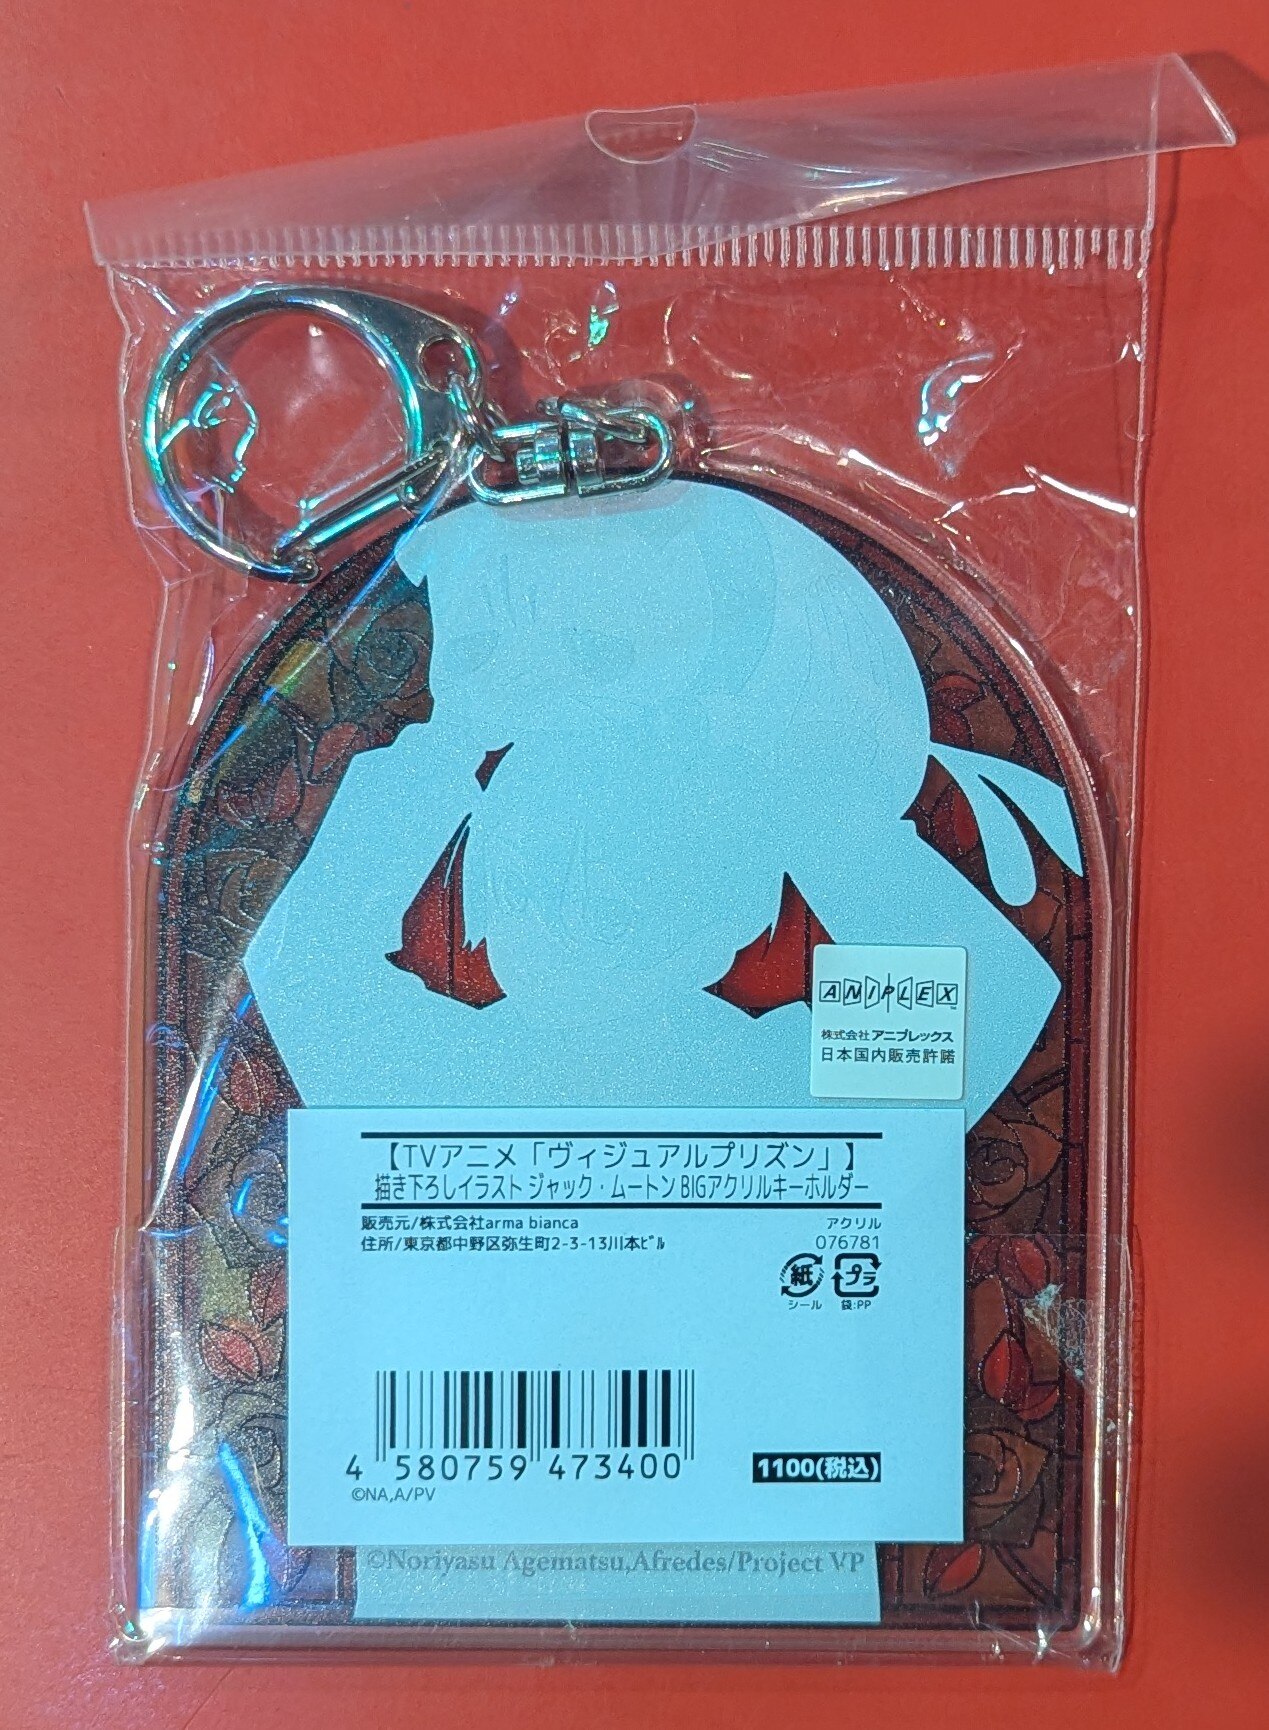 ANIPLEX
株式会社アニプレックス
日本国内販売許諾
【TVアニメ「ヴィジュアルプリズン」】
描き下ろしイラスト ジャック・ムートン BIGアクリルキーホルダー
販売元/株式会社arma bianca
アクリル
住所/東京都中野区弥生町2-3-13川本ﾋﾞﾙ
076781
紙 プラ
シール 袋:PP
4 580759 473400
1100(税込)
©NA,A/PV
©Noriyasu Agematsu,Afredes/Project VP